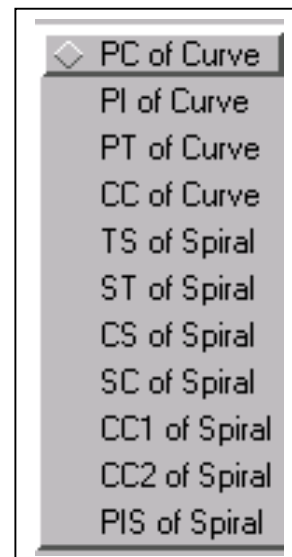 PC of Curve
PI of Curve
PT of Curve
CC of Curve
TS of Spiral
ST of Spiral
CS of Spiral
SC of Spiral
CC1 of Spiral
CC2 of Spiral
PIS of Spiral